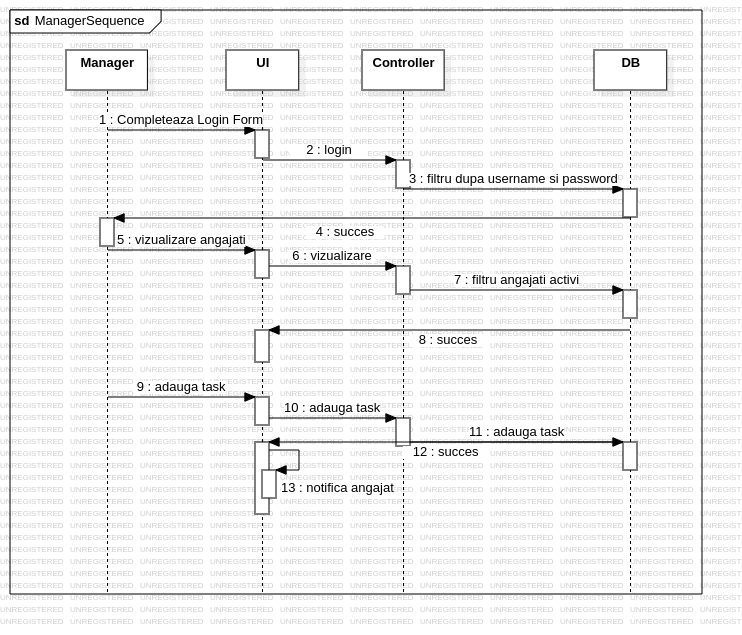 sd ManagerSequence
Manager
UI
Controller
DB
1 : Completeaza Login Form
2 : login
3 : filtru dupa username si password
4 : succes
5 : vizualizare angajati
6 : vizualizare
7 : filtru angajati activi
8 : succes
9 : adauga task
10 : adauga task
11 : adauga task
12 : succes
13 : notifica angajat
UNREGISTERED